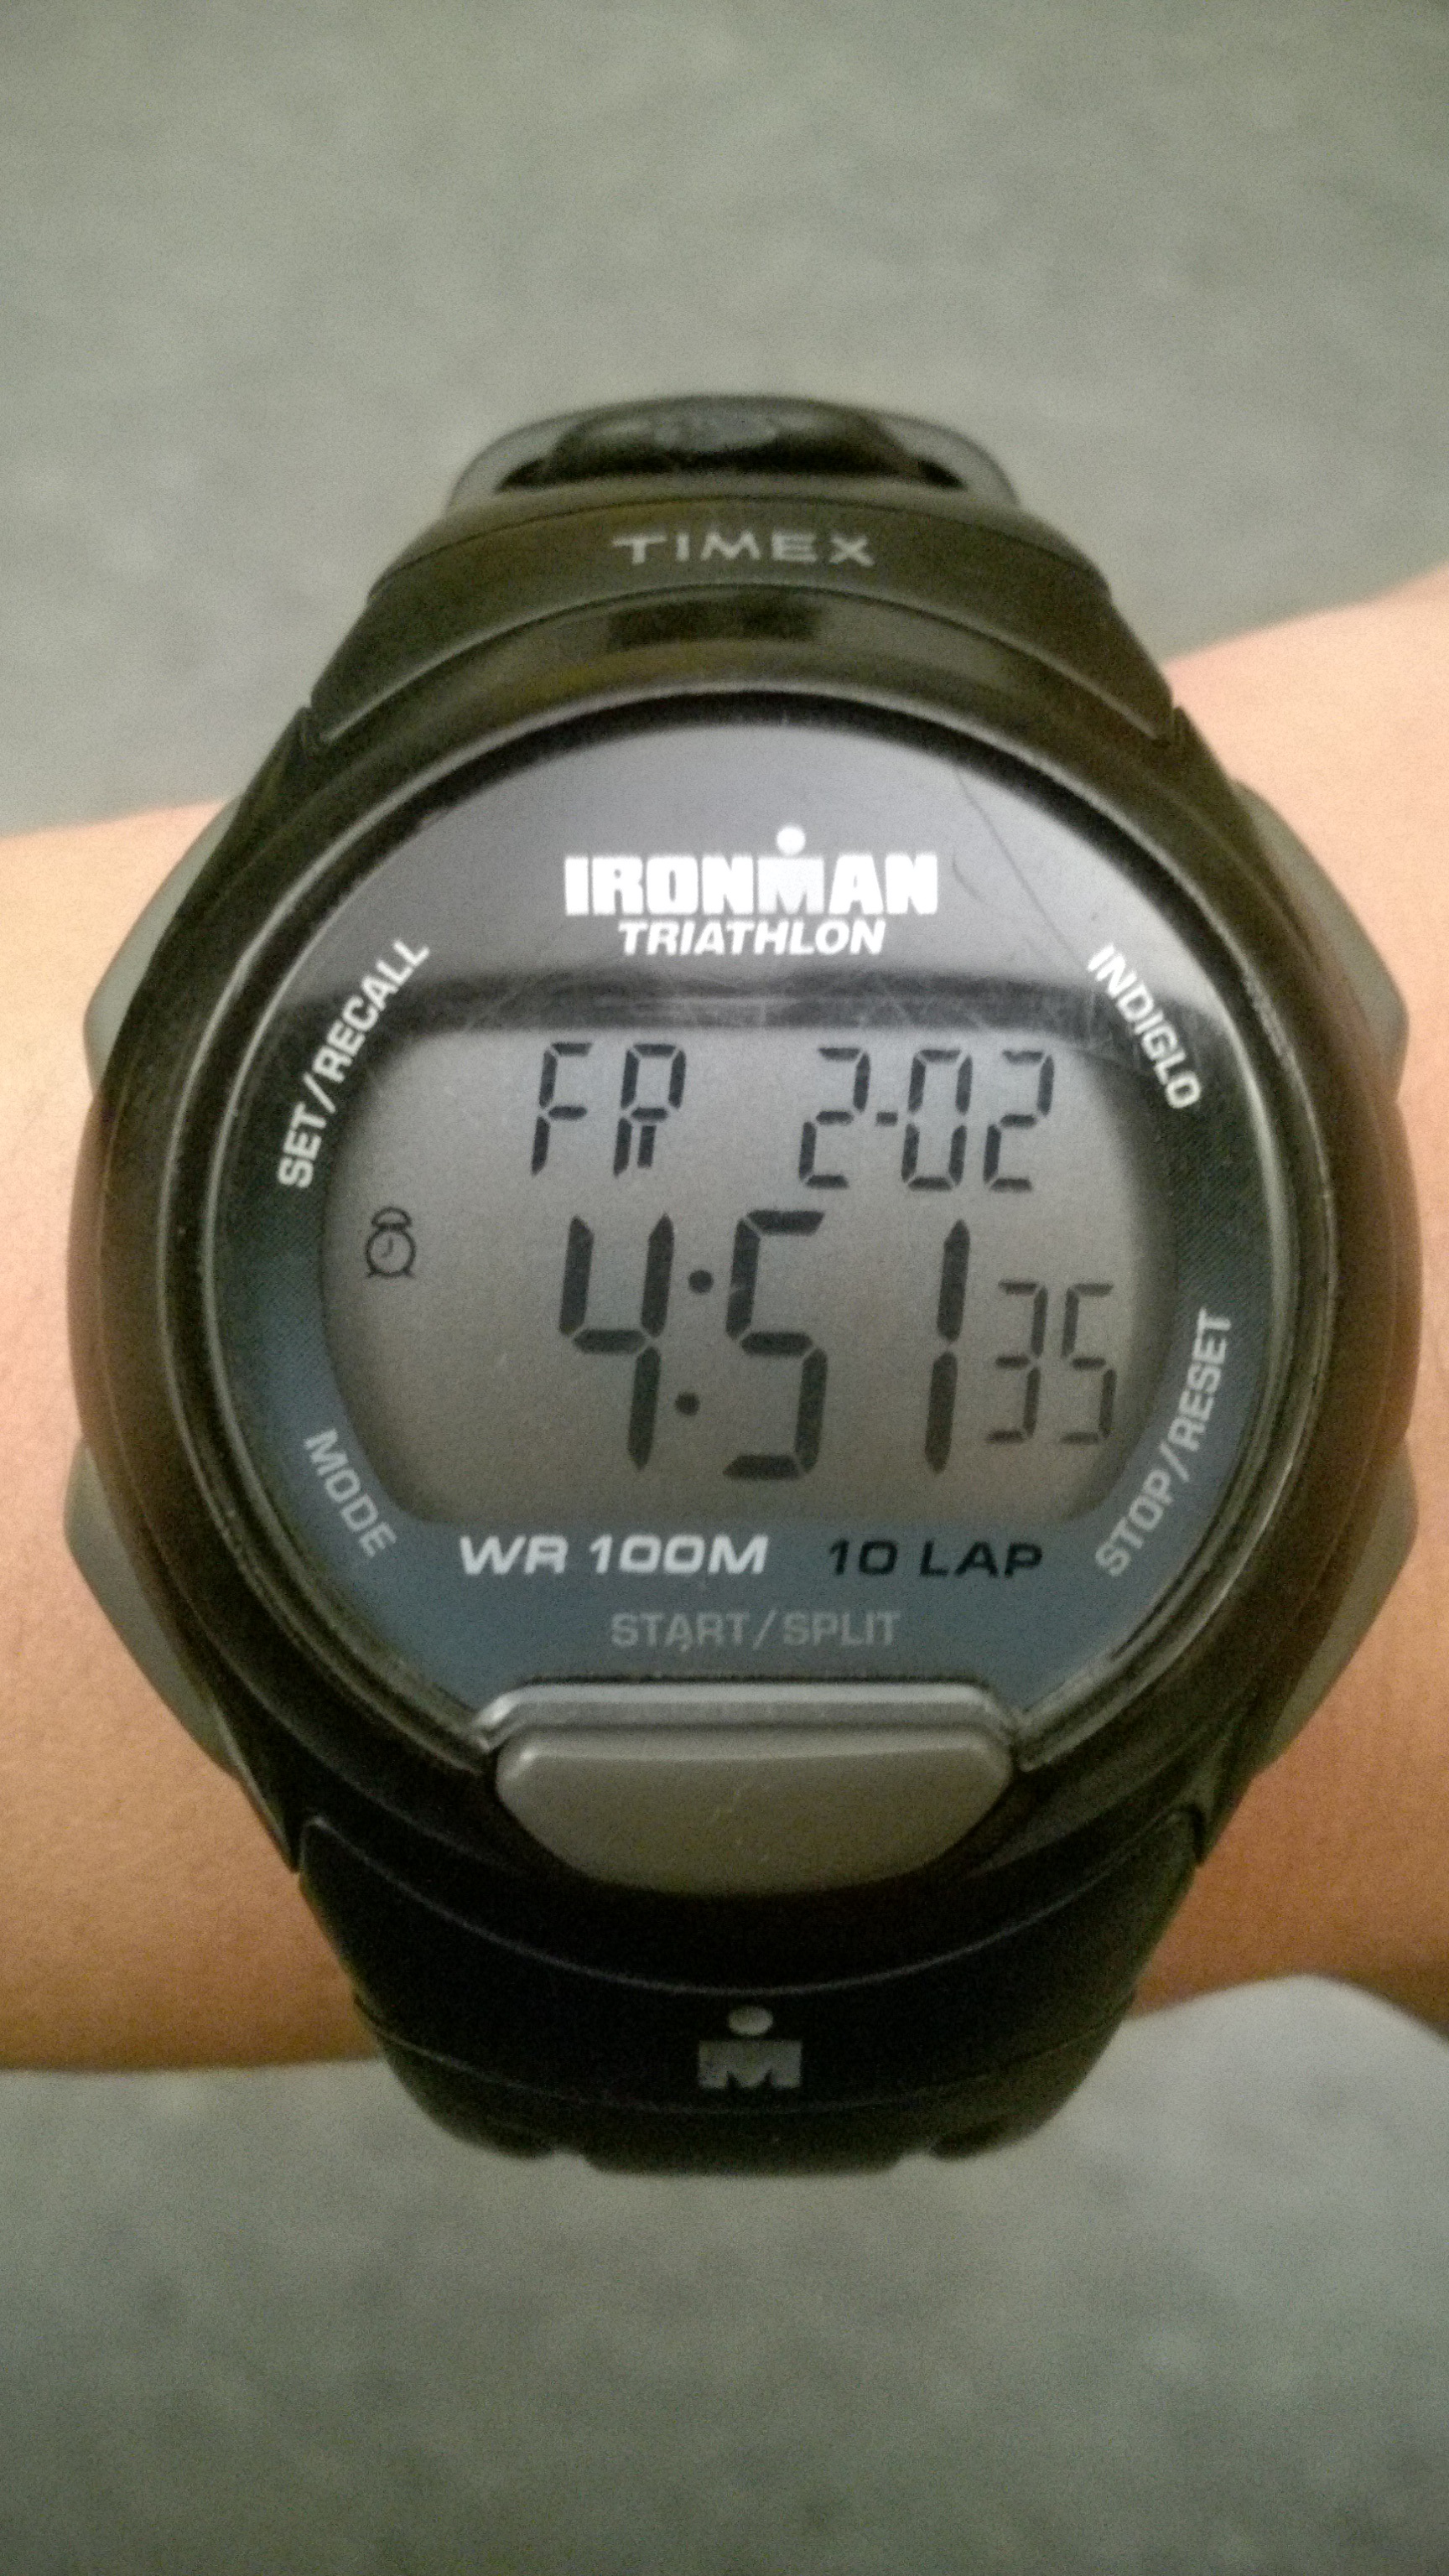 TIMEX
IRONMAN
TRIATHLON
SET/RECALL
INDIGLO
FR 2-02
4:51 35
MODE
STOP/RESET
WR 100M 10 LAP
START/SPLIT
M